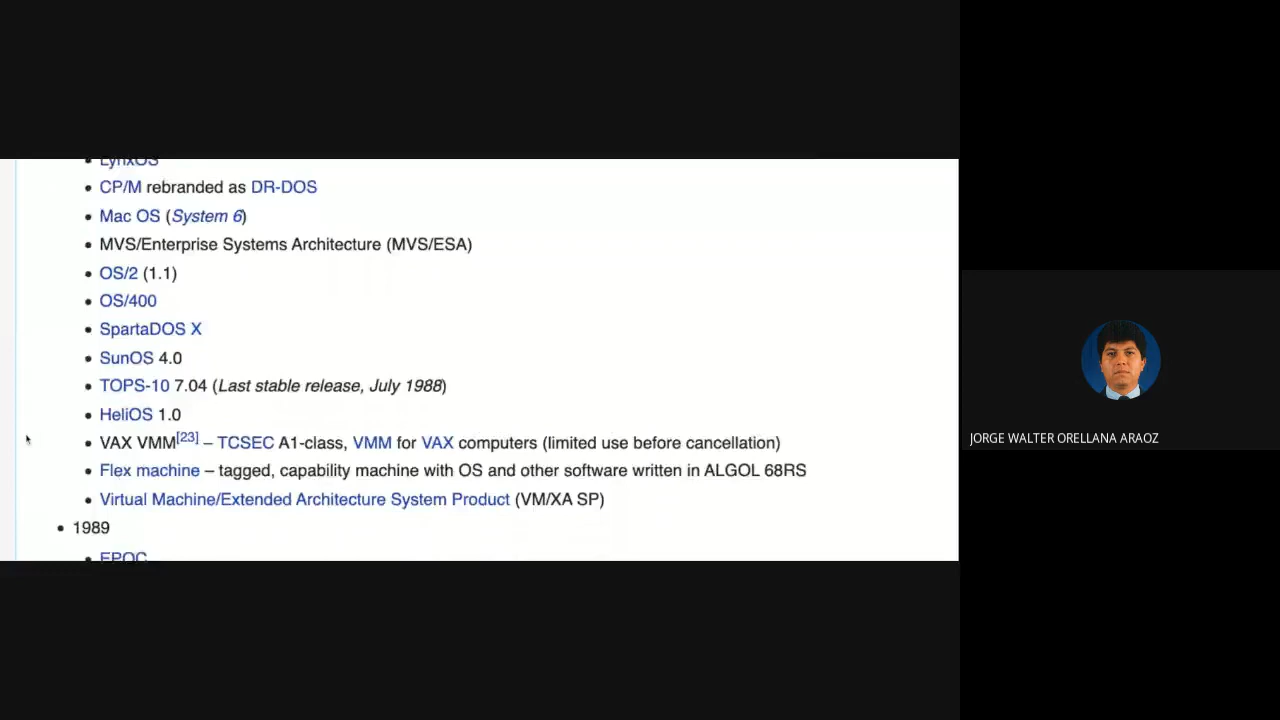 LynxOS
CP/M rebranded as DR-DOS
Mac OS (System 6)
MVS/Enterprise Systems Architecture (MVS/ESA)
OS/2 (1.1)
OS/400
SpartaDOS X
SunOS 4.0
TOPS-10 7.04 (Last stable release, July 1988)
HeliOS 1.0
VAX VMM[23] – TCSEC A1-class, VMM for VAX computers (limited use before cancellation)
Flex machine – tagged, capability machine with OS and other software written in ALGOL 68RS
Virtual Machine/Extended Architecture System Product (VM/XA SP)
1989
EPOC
JORGE WALTER ORELLANA ARAOZ